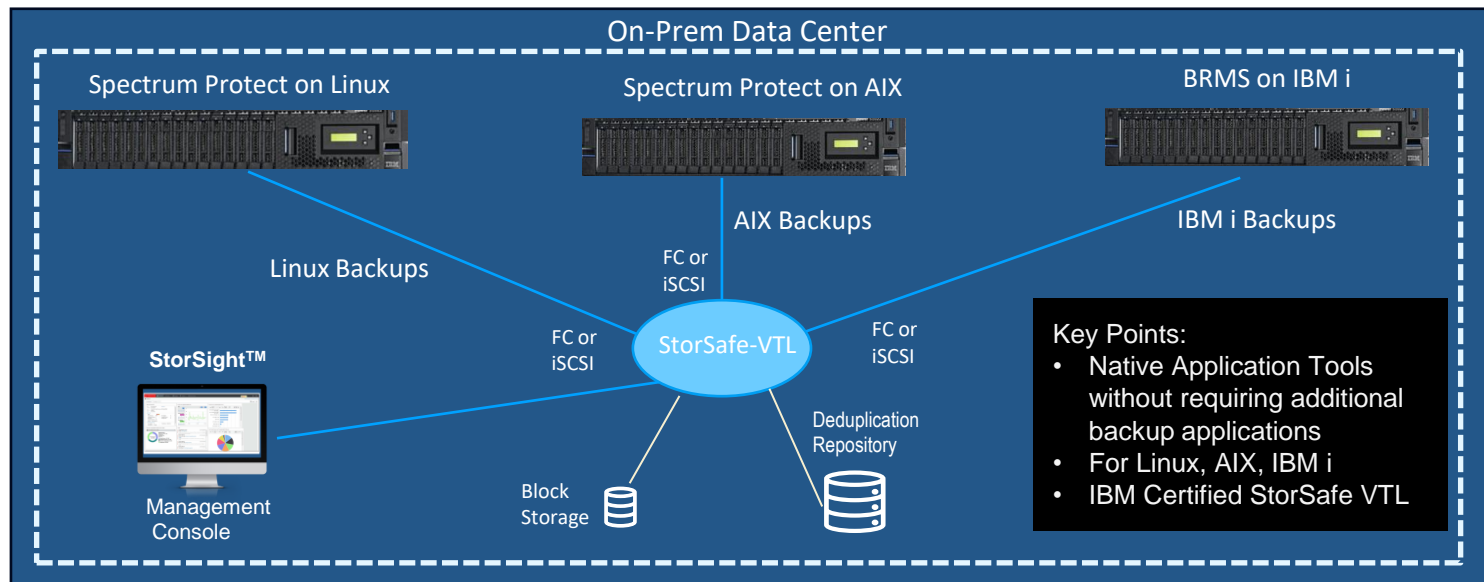 On-Prem Data Center
Spectrum Protect on Linux
Spectrum Protect on AIX
BRMS on IBM i
Linux Backups
AIX Backups
IBM i Backups
FC or
iSCSI
FC or
iSCSI
FC or
iSCSI
StorSafe-VTL
StorSight™
Management
Console
Block
Storage
Deduplication
Repository
Key Points:
• Native Application Tools
without requiring additional
backup applications
• For Linux, AIX, IBM i
• IBM Certified StorSafe VTL